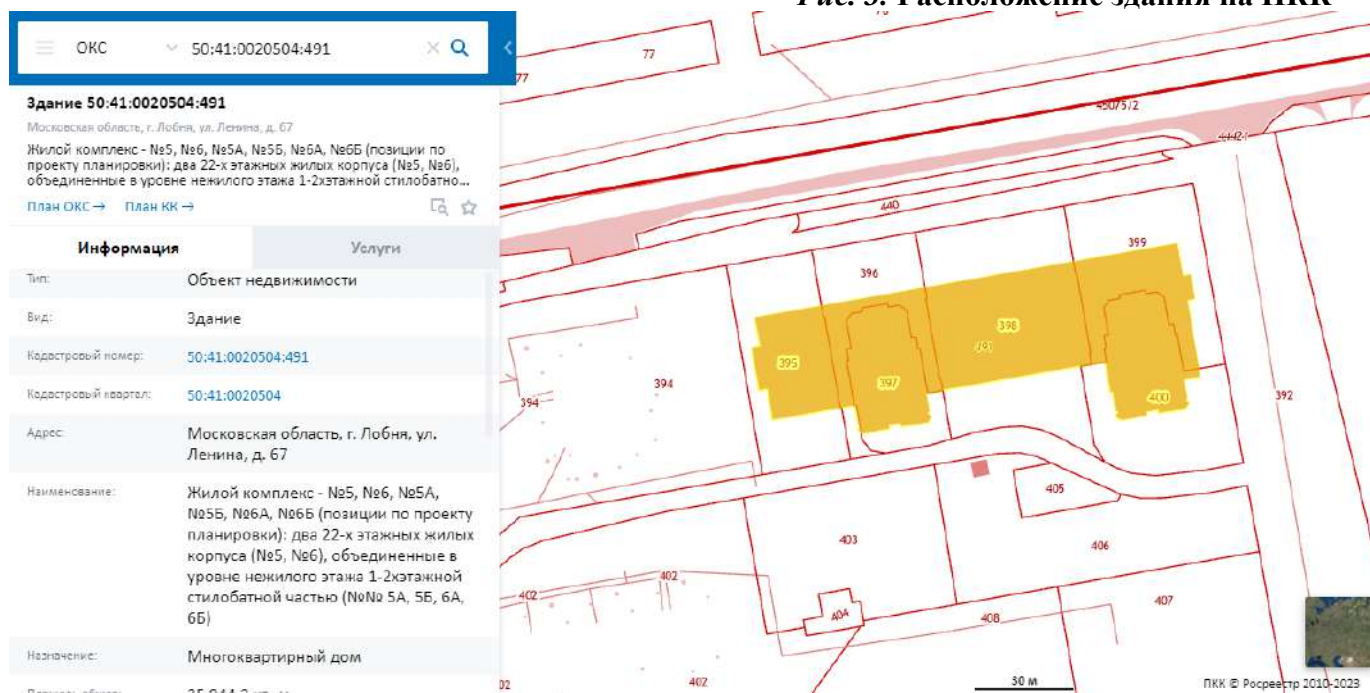 Рис. 3. Расположение здания на ПКК
ОКС
50:41:0020504:491
Здание 50:41:0020504:491
Московская область, г. Лобня, ул. Ленина, д. 67
Жилой комплекс - №5, №6, №5А, №5Б, №6А, №6Б (позиции по
проекту планировки): два 22-х этажных жилых корпуса (№5, №6),
объединенные в уровне нежилого этажа 1-2хэтажной стилобатно...
План ОКС → План КК →
Информация
Услуги
Тип:
Объект недвижимости
Вид:
Здание
Кадастровый номер:
50:41:0020504:491
Кадастровый квартал:
50:41:0020504
Адрес:
Московская область, г. Лобня, ул.
Ленина, д. 67
Наименование:
Жилой комплекс - №5, №6, №5А,
№5Б, №6А, №6Б (позиции по проекту
планировки): два 22-х этажных жилых
корпуса (№5, №6), объединенные в
уровне нежилого этажа 1-2хэтажной
стилобатной частью (№№ 5А, 5Б, 6А,
6Б)
Назначение:
Многоквартирный дом
77
77
45075/2
440
399
396
398
491
395
397
400
394
394
392
405
403
406
402
402
404
408
407
402
30 м
ПКК © Росреестр 2010-2023